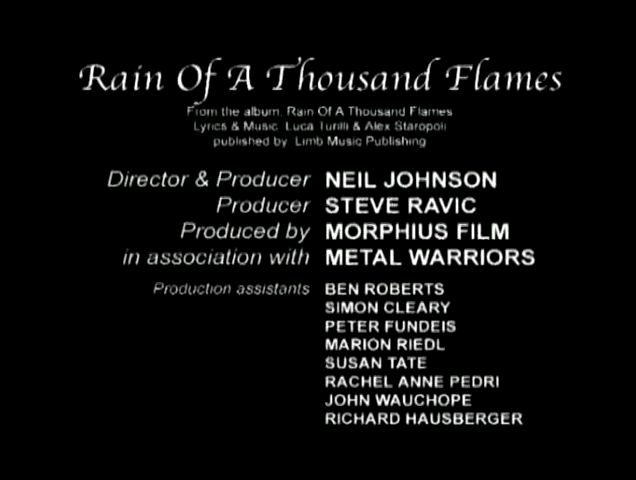 Rain Of A Thousand Flames
From the album: Rain Of A Thousand Flames
Lyrics & Music: Luca Turilli & Alex Staropoli
published by: Limb Music Publishing
Director & Producer NEIL JOHNSON
Producer STEVE RAVIC
Produced by MORPHIUS FILM
in association with METAL WARRIORS
Production assistants BEN ROBERTS
SIMON CLEARY
PETER FUNDEIS
MARION RIEDL
SUSAN TATE
RACHEL ANNE PEDRI
JOHN WAUCHOPE
RICHARD HAUSBERGER